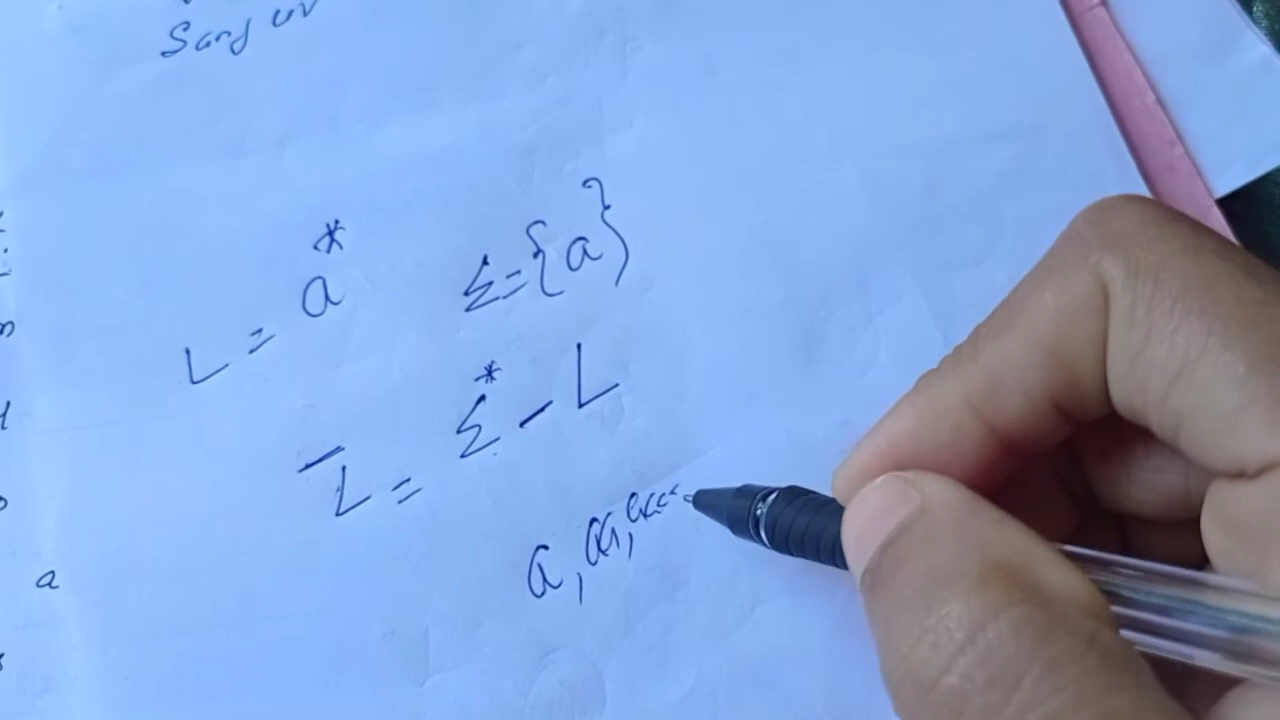 L = a* Σ={a}
L̅ = Σ* - L
a, aa, aaa
a